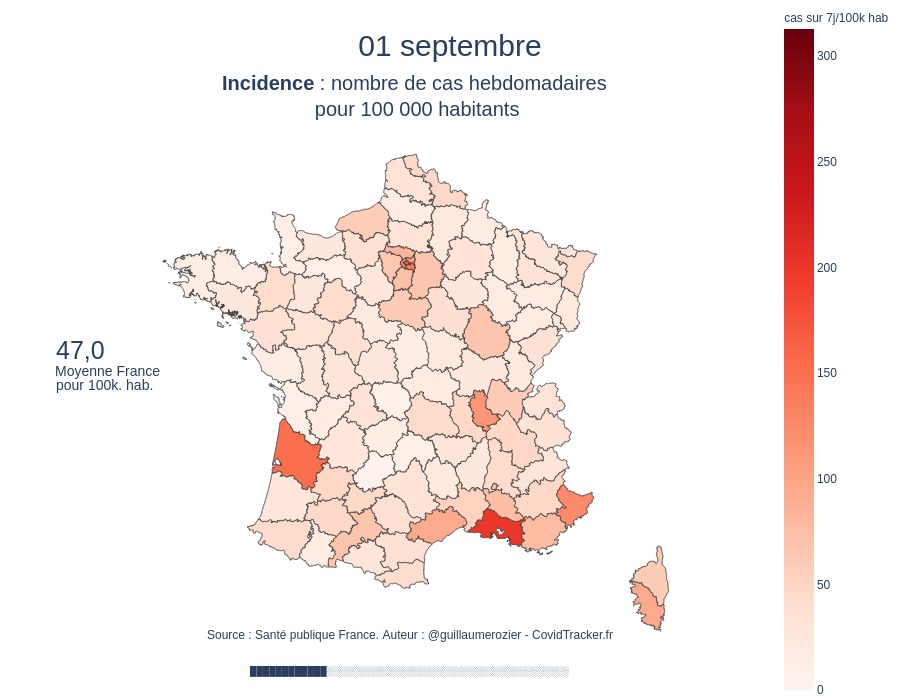 01 septembre
Incidence : nombre de cas hebdomadaires
pour 100 000 habitants
cas sur 7j/100k hab
300
250
200
150
100
50
0
47,0
Moyenne France
pour 100k. hab.
Source : Santé publique France. Auteur : @guillaumerozier - CovidTracker.fr